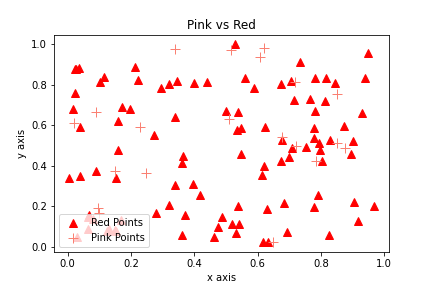 Pink vs Red
1.0
0.8
0.6
0.4
0.2
0.0
y axis
Red Points
Pink Points
0.0 0.2 0.4 0.6 0.8 1.0
x axis